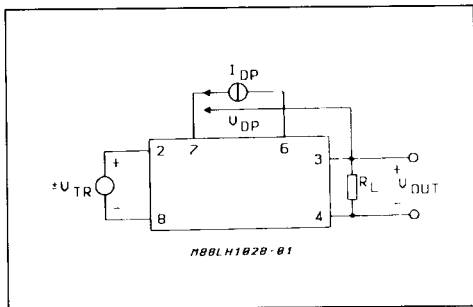 I DP
U DP
7
6
2
3
+
+
±U TR
R L
U OUT
-
-
8
4
M88LH1028-01